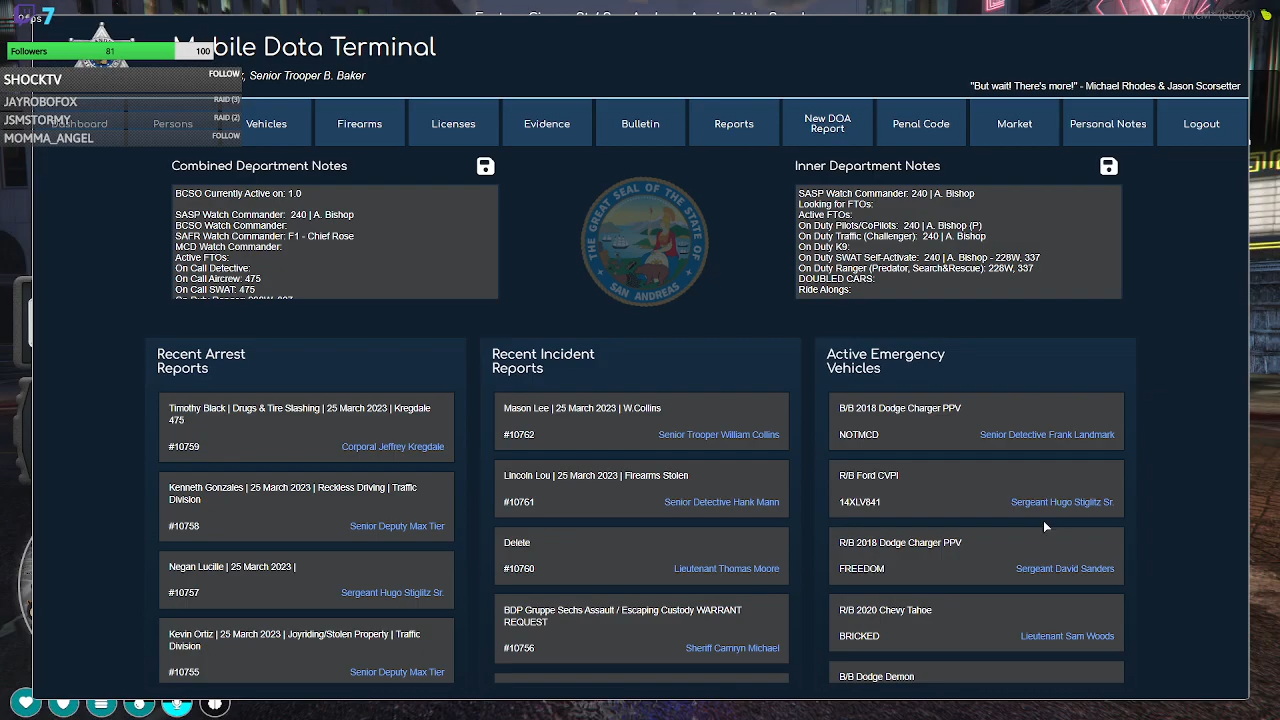 7
Followers 81 100
SHOCKTV FOLLOW
JAYROBOFOX RAID (3)
JSMSTORMY RAID (2)
MOMMA_ANGEL FOLLOW
Mobile Data Terminal
Senior Trooper B. Baker
"But wait! There's more!" - Michael Rhodes & Jason Scorsetter
Dashboard
Persons
Vehicles
Firearms
Licenses
Evidence
Bulletin
Reports
New DOA
Report
Penal Code
Market
Personal Notes
Logout
Combined Department Notes
BCSO Currently Active on: 1.0
SASP Watch Commander: 240 | A. Bishop
BCSO Watch Commander:
SAFR Watch Commander: F1 - Chief Rose
MCD Watch Commander:
Active FTOs:
On Call Detective:
On Call Aircrew: 475
On Call SWAT: 475
THE GREAT SEAL OF THE STATE OF
SAN ANDREAS
Inner Department Notes
SASP Watch Commander: 240 | A. Bishop
Looking for FTOs:
Active FTOs:
On Duty Pilots/CoPilots: 240 | A. Bishop (P)
On Duty Traffic (Challenger): 240 | A. Bishop
On Duty K9:
On Duty SWAT Self-Activate: 240 | A. Bishop - 228W, 337
On Duty Ranger (Previous Search&Rescue): 228W, 337
DOUBLED CARS:
Ride Alongs:
Recent Arrest
Reports
Timothy Black | Drugs & Tire Slashing | 25 March 2023 | Kregdale
475
#10759 Corporal Jeffrey Kregdale
Kenneth Gonzales | 25 March 2023 | Reckless Driving | Traffic
Division
#10758 Senior Deputy Max Tier
Negan Lucille | 25 March 2023 |
#10757 Sergeant Hugo Stiglitz Sr.
Kevin Ortiz | 25 March 2023 | Joyriding/Stolen Property | Traffic
Division
#10755 Senior Deputy Max Tier
Recent Incident
Reports
Mason Lee | 25 March 2023 | W.Collins
#10762 Senior Trooper William Collins
Lincoln Lou | 25 March 2023 | Firearms Stolen
#10761 Senior Detective Hank Mann
Delete
#10760 Lieutenant Thomas Moore
BDP Gruppe Sechs Assault / Escaping Custody WARRANT
REQUEST
#10756 Sheriff Camryn Michael
Active Emergency
Vehicles
B/B 2018 Dodge Charger PPV
NOTMCD Senior Detective Frank Landmark
R/B Ford CVPI
14XLV841 Sergeant Hugo Stiglitz Sr.
R/B 2018 Dodge Charger PPV
FREEDOM Sergeant David Sanders
R/B 2020 Chevy Tahoe
BRICKED Lieutenant Sam Woods
B/B Dodge Demon